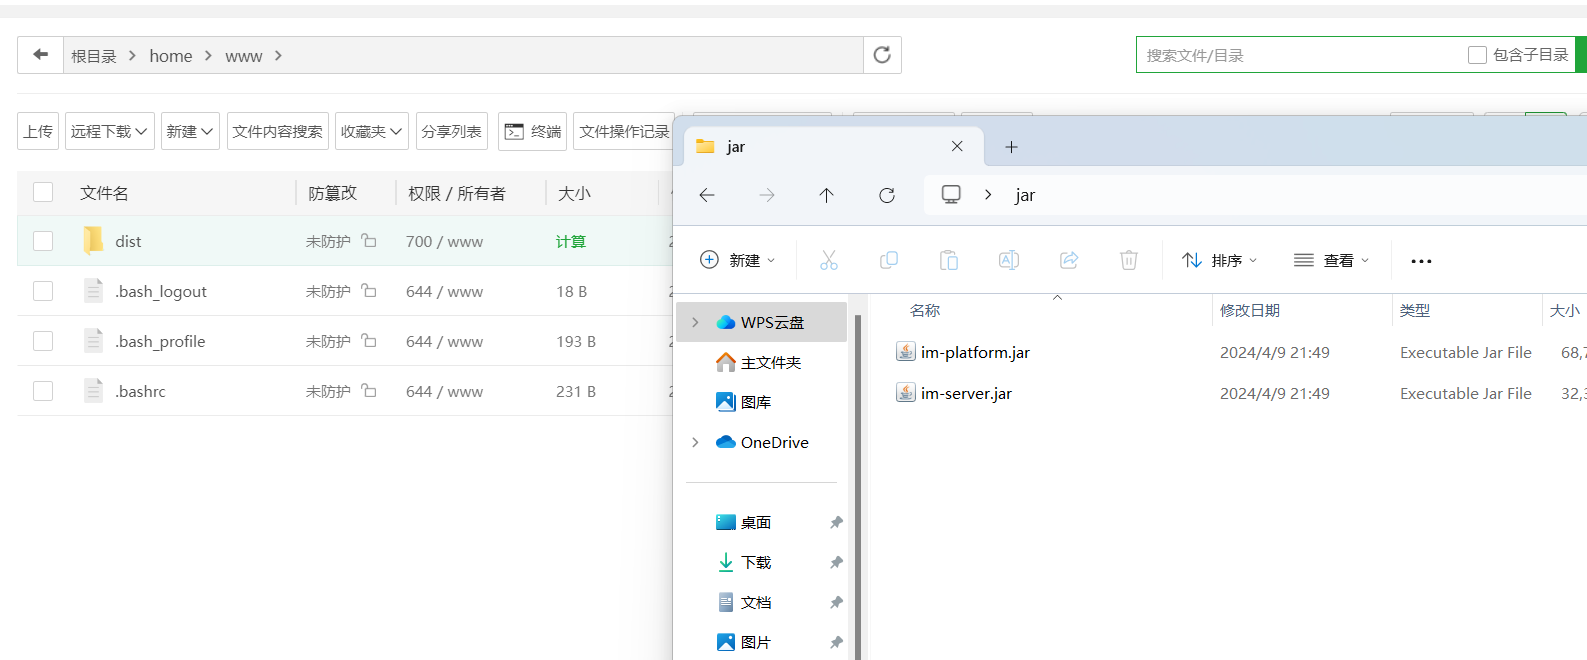 根目录 home www
搜索文件/目录 包含子目录
上传 远程下载 新建 文件内容搜索 收藏夹 分享列表 终端 文件操作记录
文件名 防篡改 权限 / 所有者 大小
dist 未防护 700 / www 计算
.bash_logout 未防护 644 / www 18 B
.bash_profile 未防护 644 / www 193 B
.bashrc 未防护 644 / www 231 B
jar
jar
新建 排序 查看
WPS云盘
主文件夹
图库
OneDrive
桌面
下载
文档
图片
名称 修改日期 类型 大小
im-platform.jar 2024/4/9 21:49 Executable Jar File 68,7
im-server.jar 2024/4/9 21:49 Executable Jar File 32,3